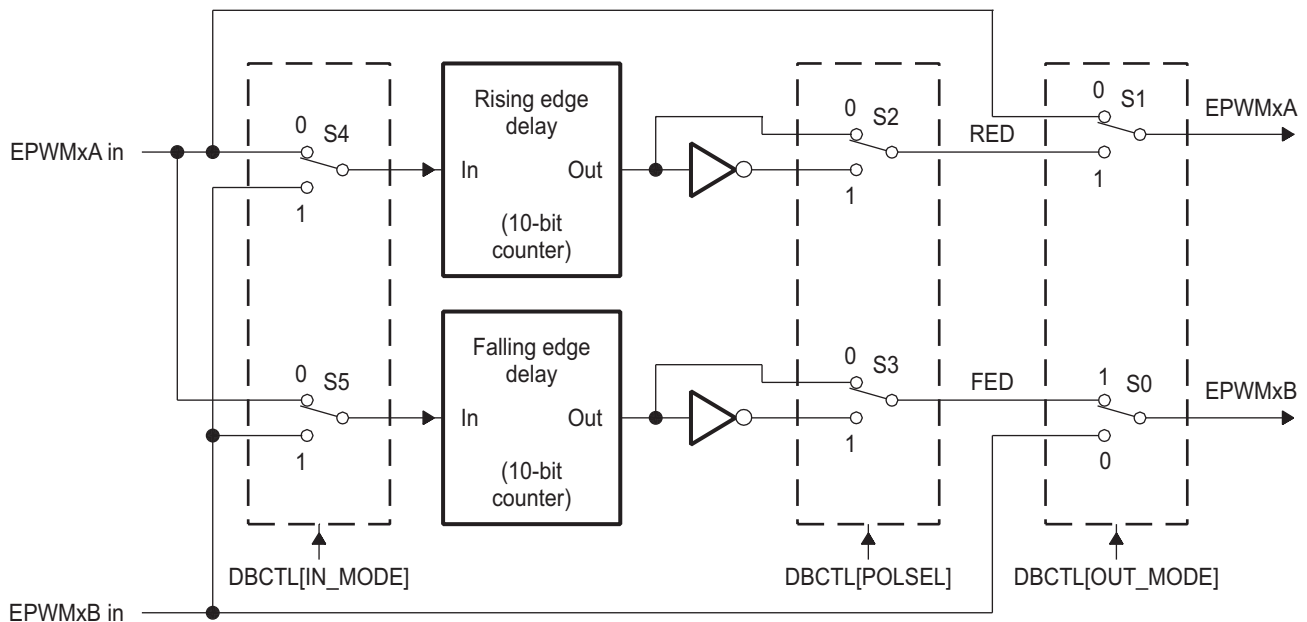 0
S4
EPWMxA in
1
Rising edge
delay
In
Out
(10-bit
counter)
0
S2
1
RED
0
S1
EPWMxA
1
0
S5
1
Falling edge
delay
In
Out
(10-bit
counter)
0
S3
1
FED
1
S0
EPWMxB
0
DBCTL[IN_MODE]
DBCTL[POLSEL]
DBCTL[OUT_MODE]
EPWMxB in